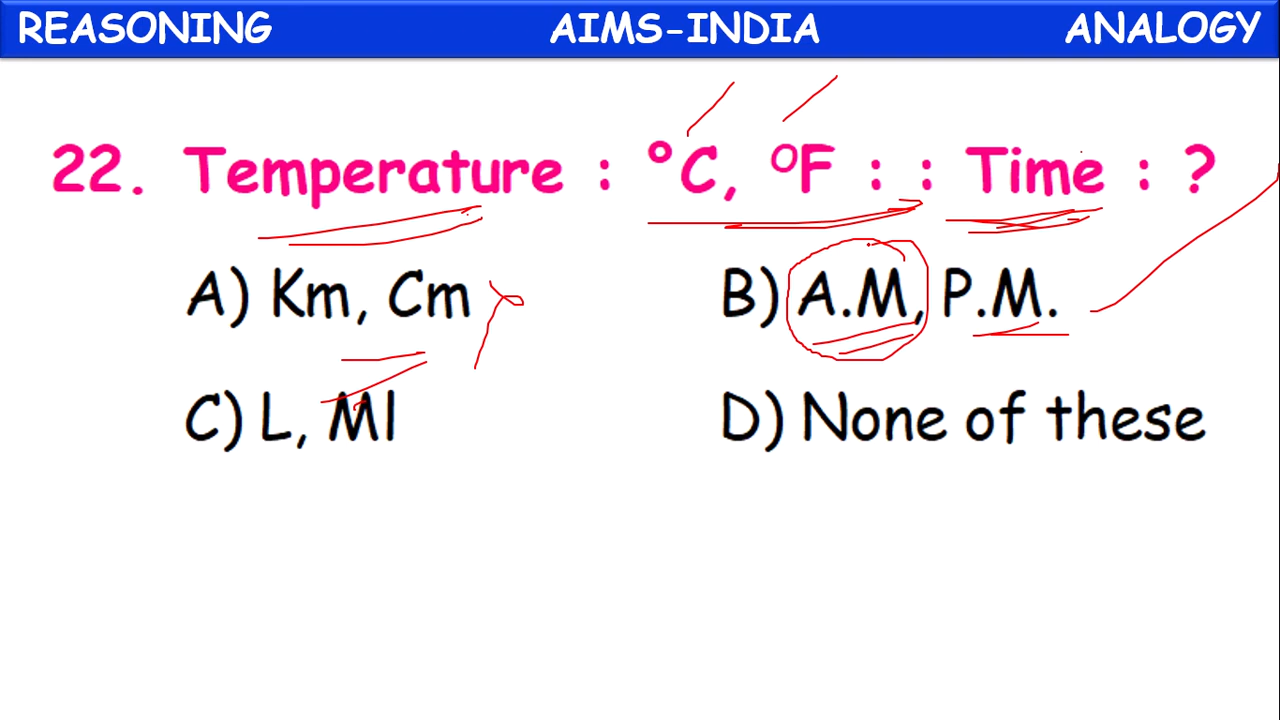 REASONING AIMS-INDIA ANALOGY
22. Temperature : °C, °F : : Time : ?
A) Km, Cm B) A.M, P.M.
C) L, Ml D) None of these